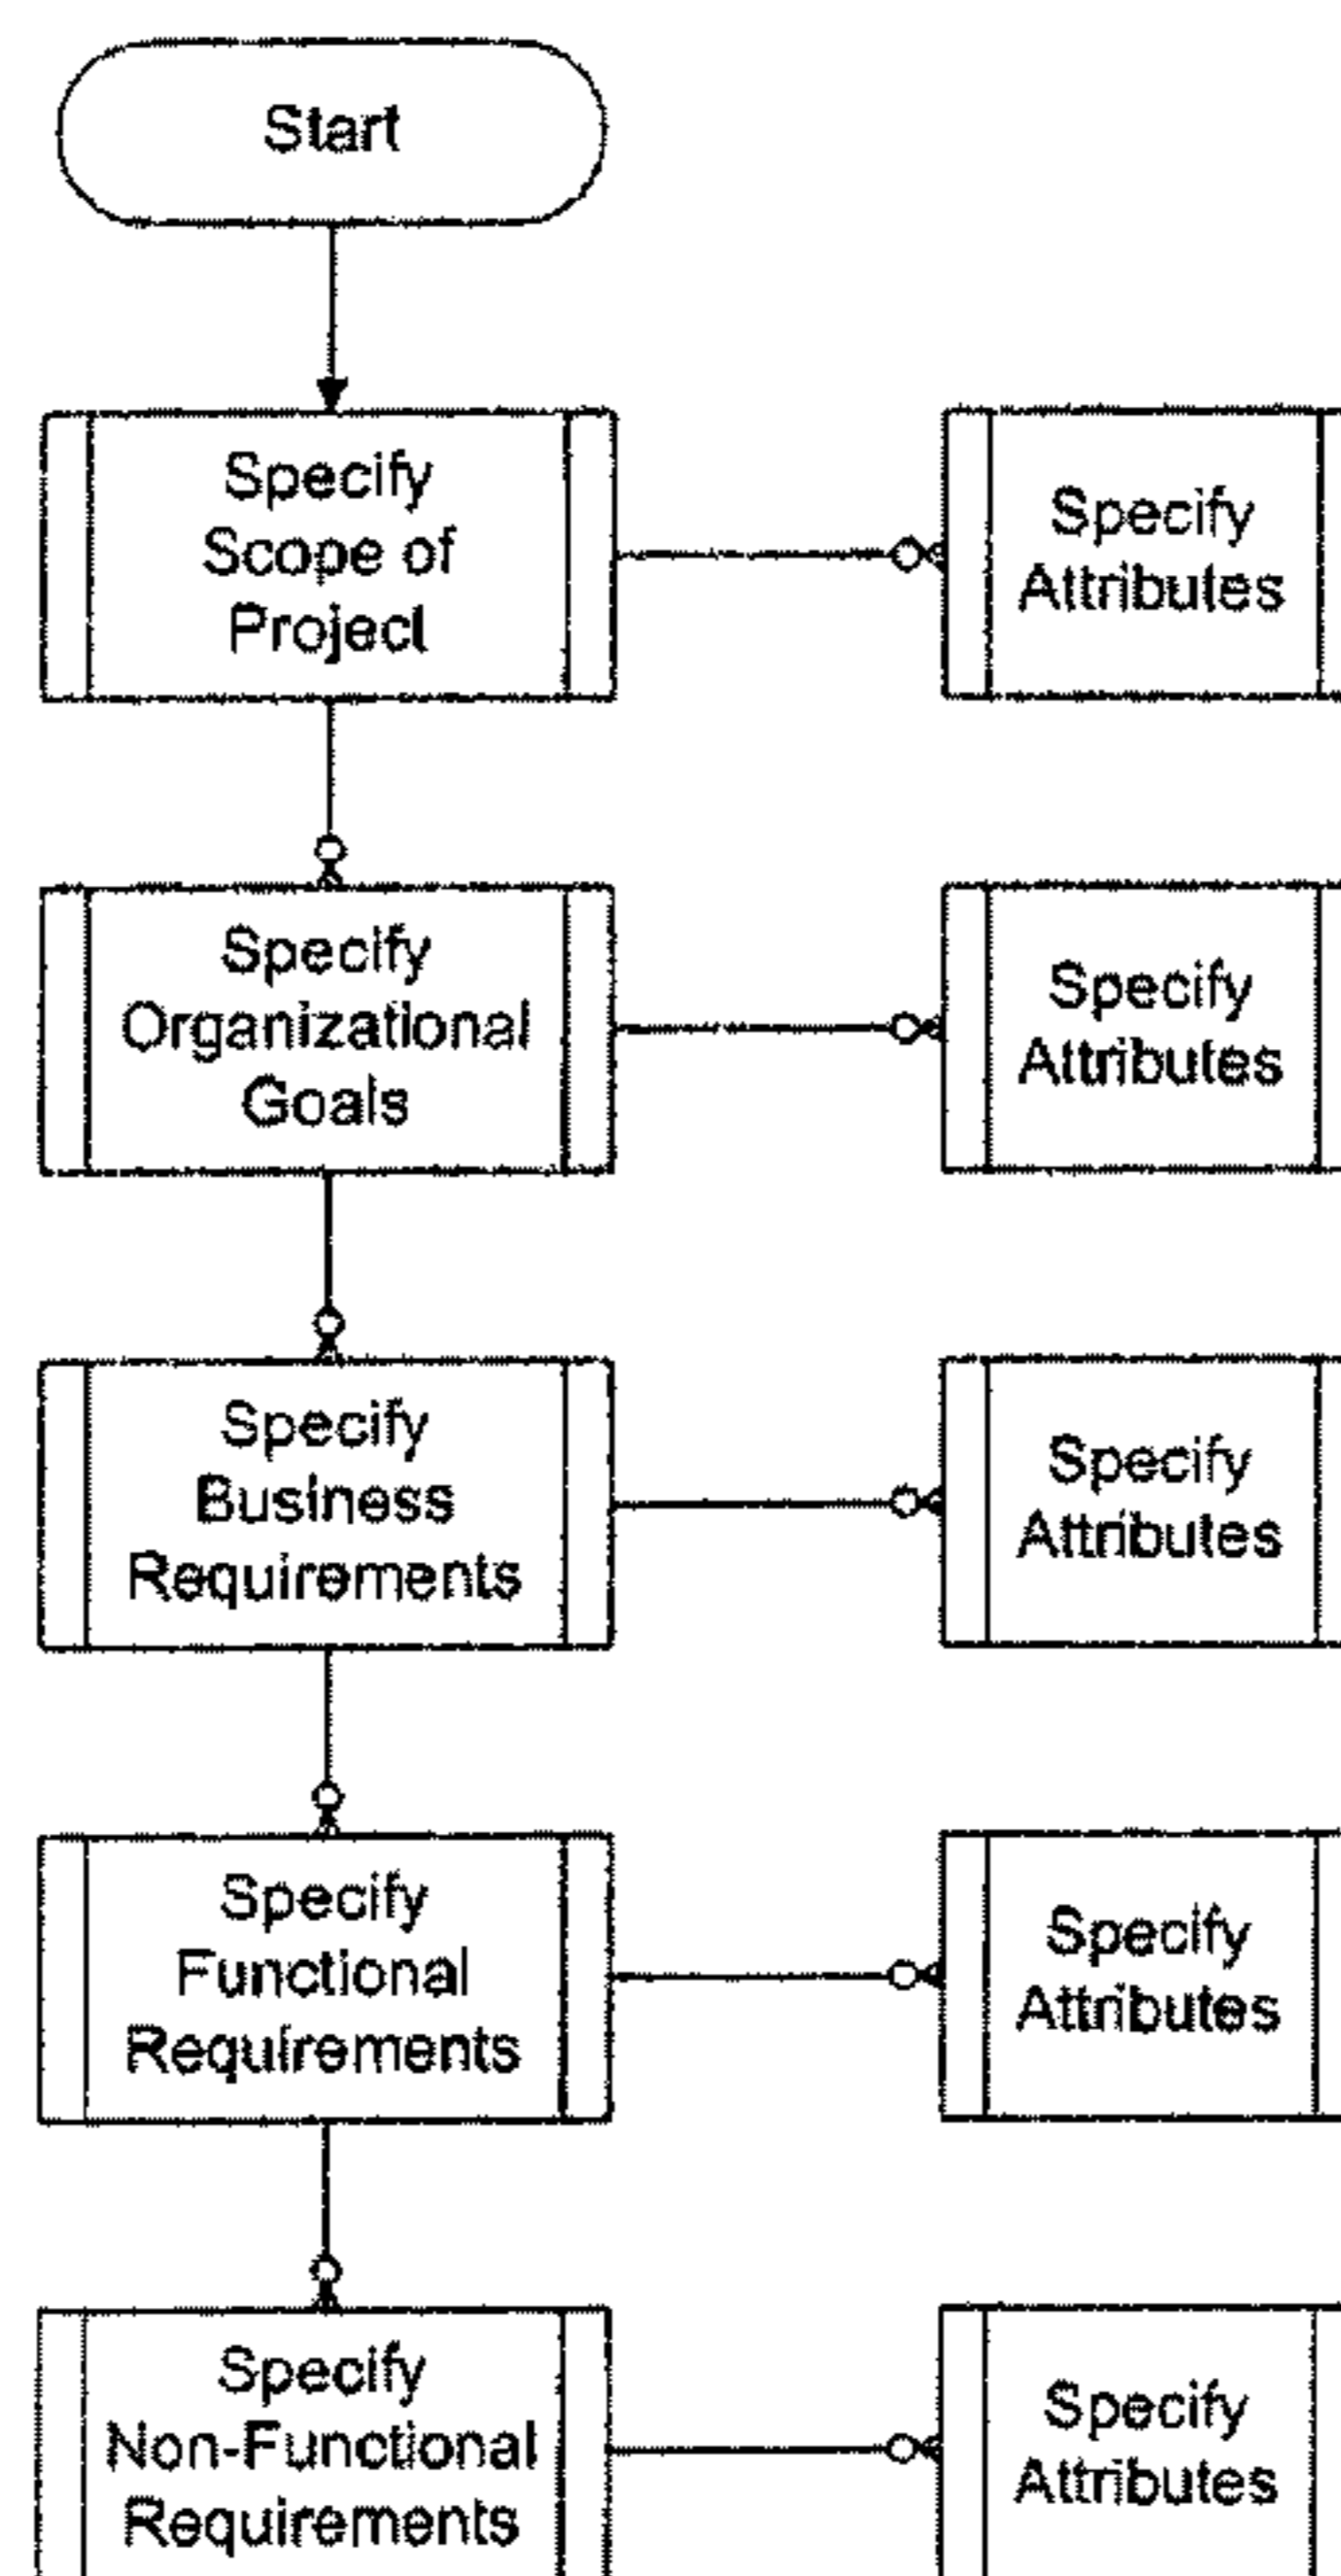 Start
Specify
Scope of
Project
Specify
Attributes
Specify
Organizational
Goals
Specify
Attributes
Specify
Business
Requirements
Specify
Attributes
Specify
Functional
Requirements
Specify
Attributes
Specify
Non-Functional
Requirements
Specify
Attributes